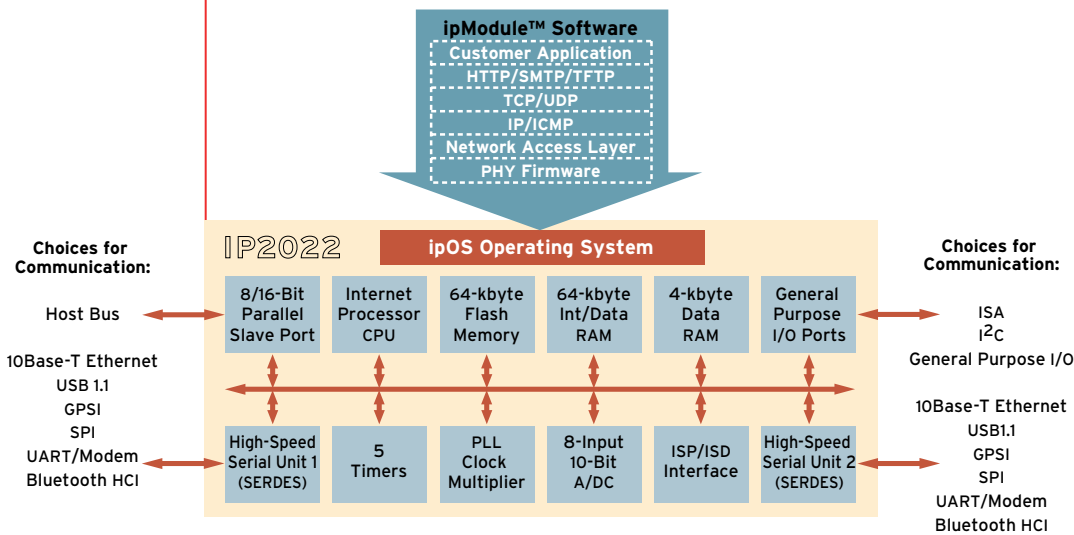 ipModule™ Software
Customer Application
HTTP/SMTP/TFTP
TCP/UDP
IP/ICMP
Network Access Layer
PHY Firmware
IP2022
ipOS Operating System
Choices for
Communication:
Host Bus
10Base-T Ethernet
USB 1.1
GPSI
SPI
UART/Modem
Bluetooth HCI
8/16-Bit
Parallel
Slave Port
Internet
Processor
CPU
64-kbyte
Flash
Memory
64-kbyte
Int/Data
RAM
4-kbyte
Data
RAM
General
Purpose
I/O Ports
High-Speed
Serial Unit 1
(SERDES)
5
Timers
PLL
Clock
Multiplier
8-Input
10-Bit
A/DC
ISP/ISD
Interface
High-Speed
Serial Unit 2
(SERDES)
Choices for
Communication:
ISA
I²C
General Purpose I/O
10Base-T Ethernet
USB1.1
GPSI
SPI
UART/Modem
Bluetooth HCI